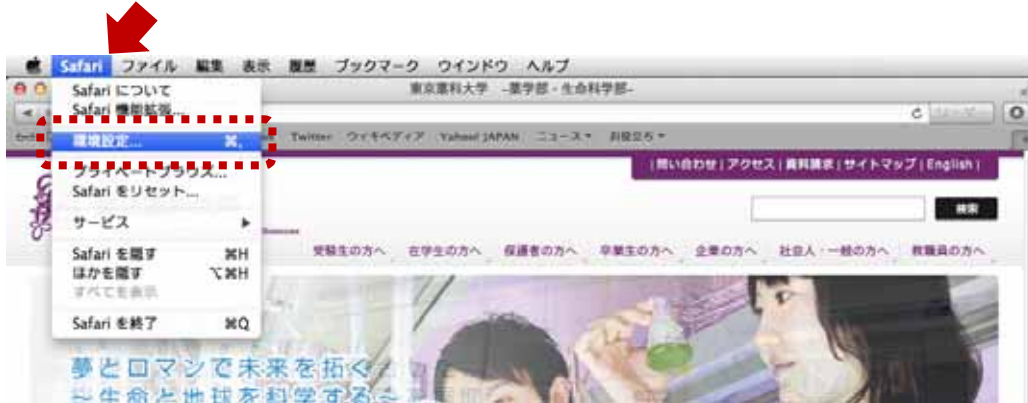 Safari ファイル 編集 表示 履歴 ブックマーク ウインドウ ヘルプ
東京薬科大学 -薬学部・生命科学部-
Safari について
Safari 機能拡張...
環境設定... ⌘,
Twitter ウィキペディア Yahoo! JAPAN ニュース▾ お役立ち▾
プライベートブラウズ...
Safari をリセット...
サービス ▶
Safari を隠す ⌘H
ほかを隠す ⌥⌘H
すべてを表示
Safari を終了 ⌘Q
| 問い合わせ | アクセス | 資料請求 | サイトマップ | English |
検索
受験生の方へ 在学生の方へ 保護者の方へ 卒業生の方へ 企業の方へ 社会人・一般の方へ 教職員の方へ
夢とロマンで未来を拓く
~生命と地球を科学する~